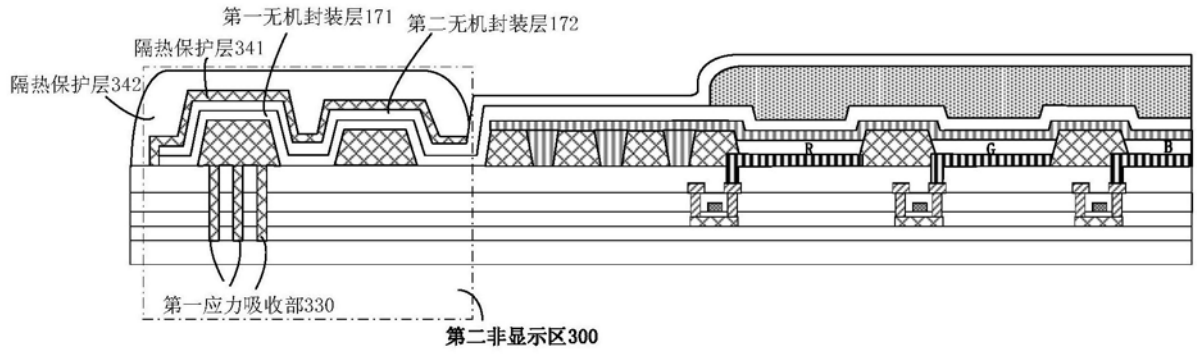 第一无机封装层171
第二无机封装层172
隔热保护层341
隔热保护层342
R
G
B
第一应力吸收部330
第二非显示区300